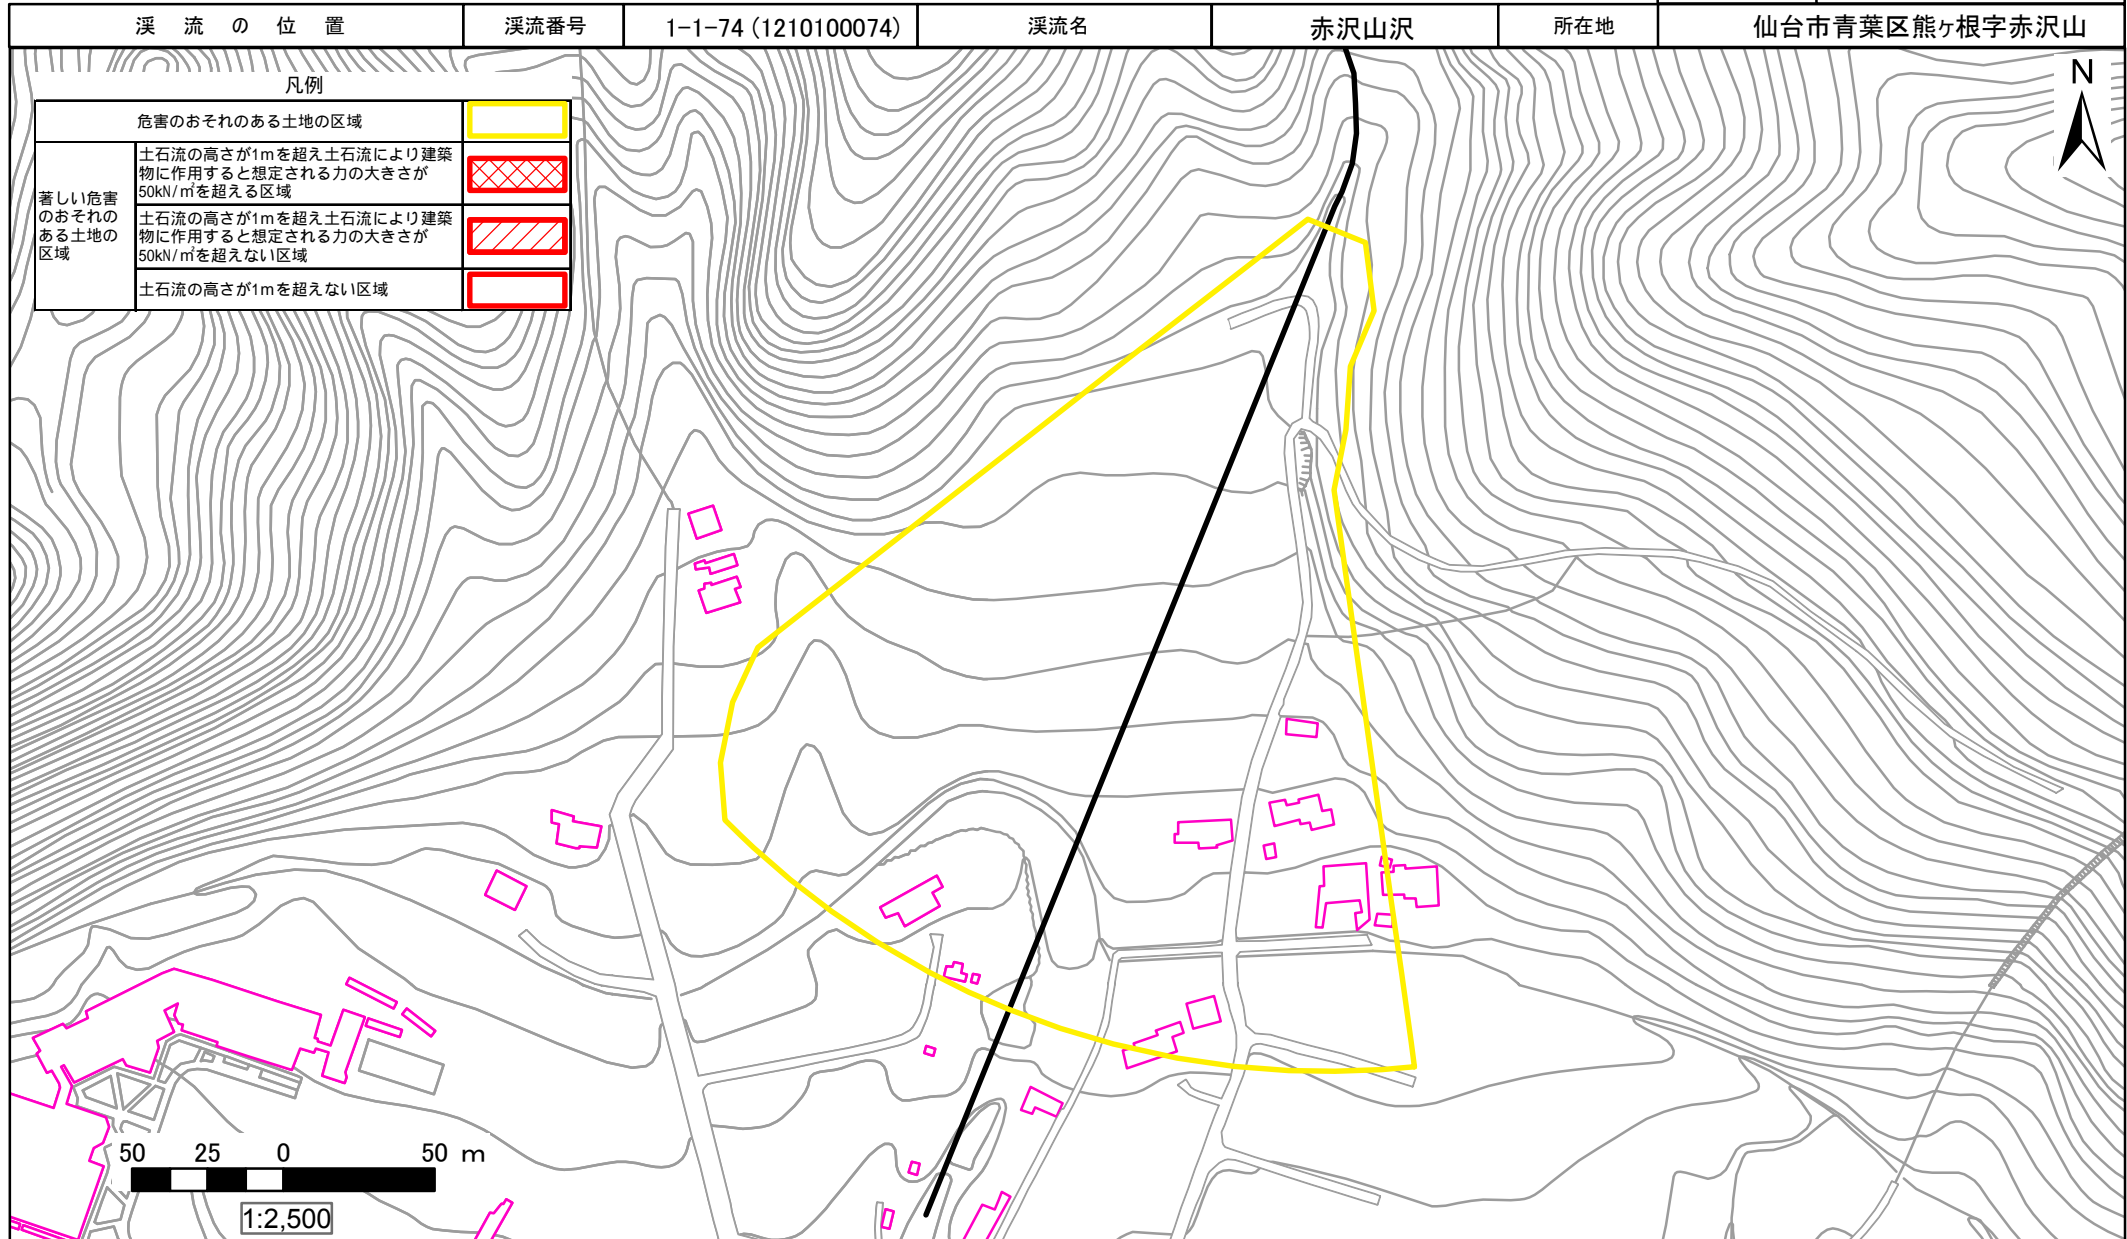 渓流の位置 渓流番号 1-1-74 (1210100074) 渓流名 赤沢山沢 所在地 仙台市青葉区熊ヶ根字赤沢山
N
凡例
危害のおそれのある土地の区域
著しい危害
のおそれの
ある土地の
区域
土石流の高さが1mを超え土石流により建築
物に作用すると想定される力の大きさが
50kN/㎡を超える区域
土石流の高さが1mを超え土石流により建築
物に作用すると想定される力の大きさが
50kN/㎡を超えない区域
土石流の高さが1mを超えない区域
50 25 0 50 m
1:2,500